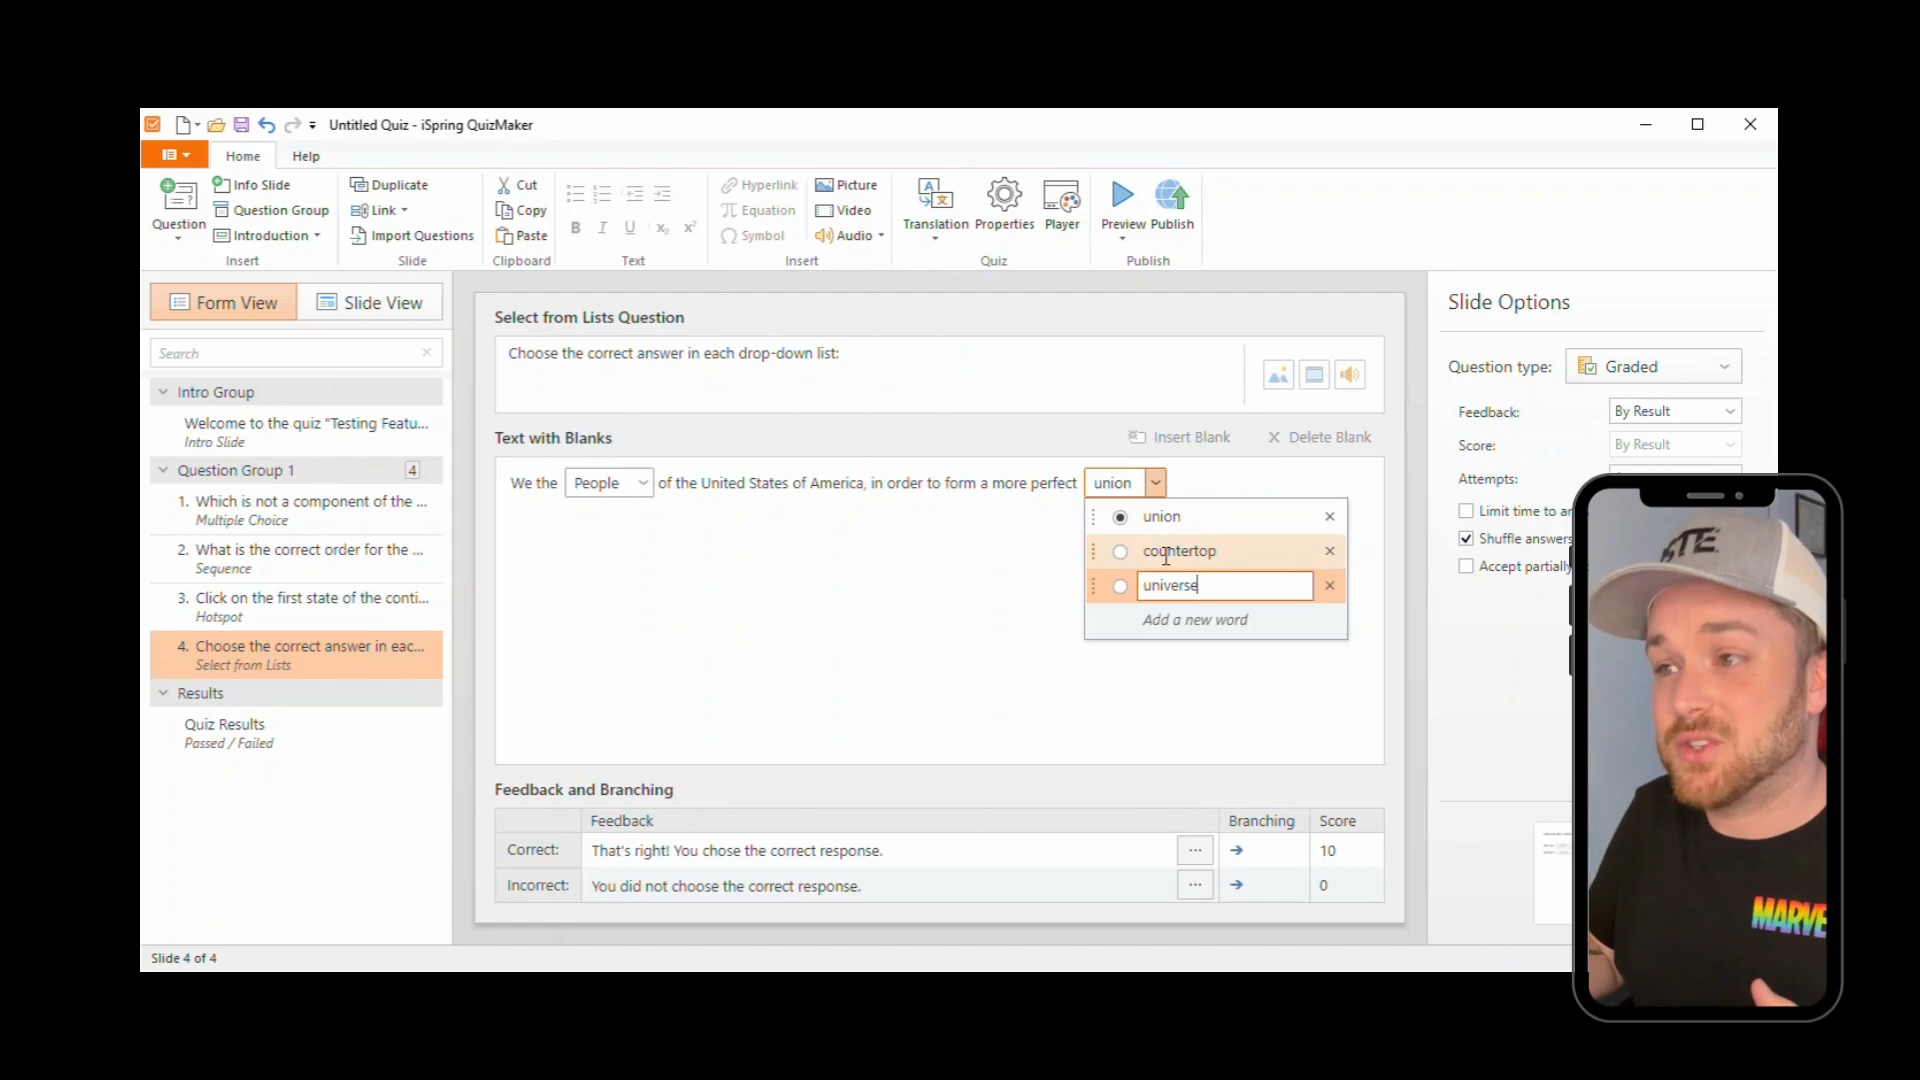 Untitled Quiz - iSpring QuizMaker
Home
Help
Question
Info Slide
Question Group
Introduction
Insert
Duplicate
Link
Import Questions
Slide
Cut
Copy
Paste
Clipboard
B I U x₂ x²
Text
Hyperlink
Equation
Symbol
Picture
Video
Audio
Insert
Translation
Properties
Player
Quiz
Preview
Publish
Publish
Form View
Slide View
Search
Intro Group
Welcome to the quiz "Testing Featu...
Intro Slide
Question Group 1 4
1. Which is not a component of the ...
Multiple Choice
2. What is the correct order for the ...
Sequence
3. Click on the first state of the conti...
Hotspot
4. Choose the correct answer in eac...
Select from Lists
Results
Quiz Results
Passed / Failed
Select from Lists Question
Choose the correct answer in each drop-down list:
Text with Blanks
Insert Blank
Delete Blank
We the People of the United States of America, in order to form a more perfect union
union
countertop
universe
Add a new word
Feedback and Branching
Feedback Branching Score
Correct: That's right! You chose the correct response. ... 10
Incorrect: You did not choose the correct response. ... 0
Slide Options
Question type: Graded
Feedback: By Result
Score: By Result
Attempts:
Limit time to an
Shuffle answers
Accept partially
Slide 4 of 4
MARVE